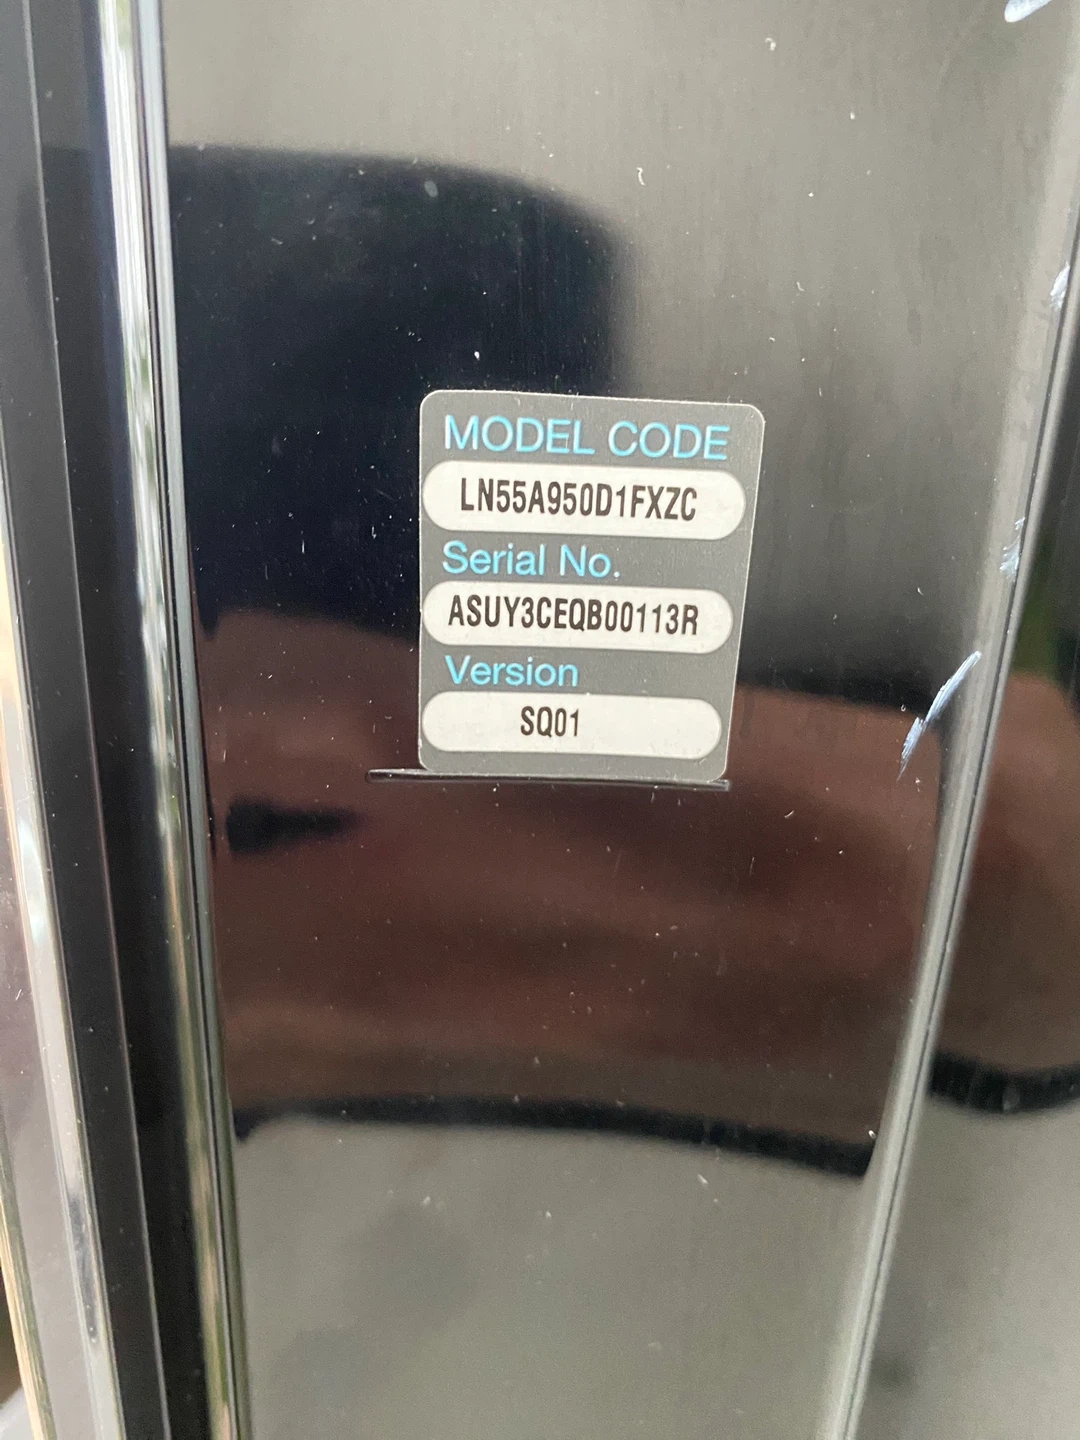 MODEL CODE
LN55A950D1FXZC
Serial No.
ASUY3CEQB00113R
Version
SQ01